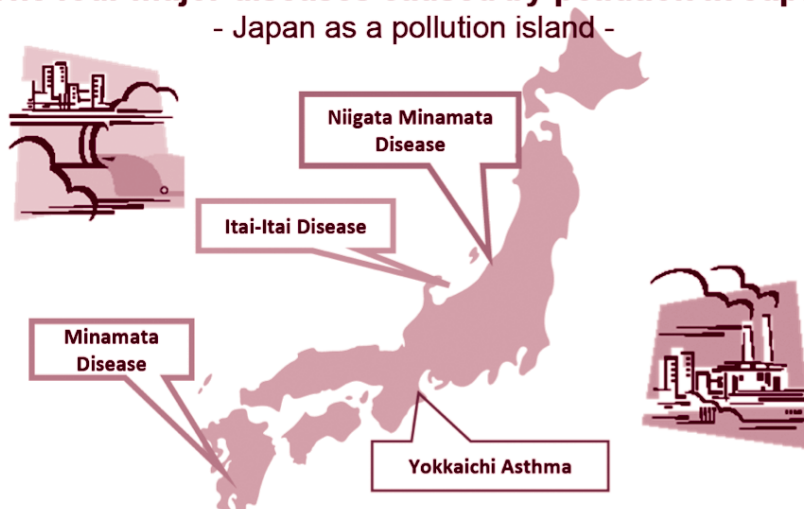 - Japan as a pollution island -
Niigata Minamata
Disease
Itai-Itai Disease
Minamata
Disease
Yokkaichi Asthma